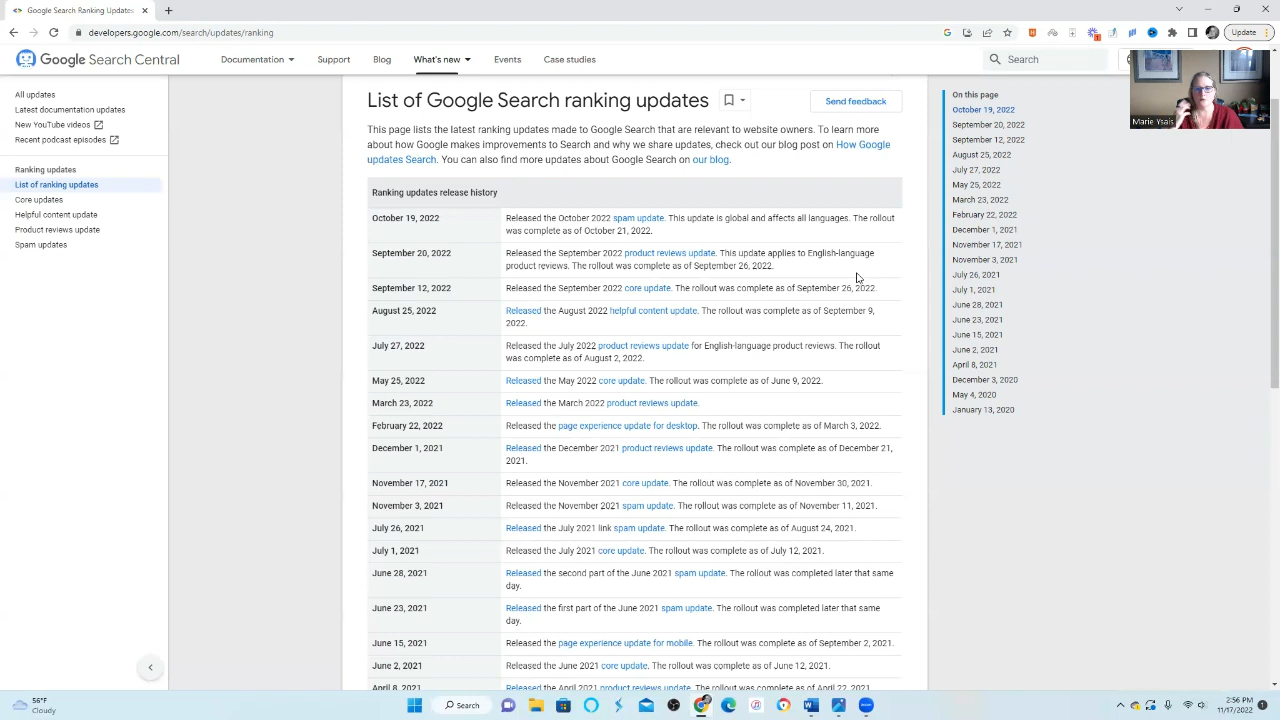 Google Search Ranking Updates
developers.google.com/search/updates/ranking
Update
Google Search Central
Documentation
Support
Blog
What's new
Events
Case studies
Search
Marie Ysais
All updates
Latest documentation updates
New YouTube videos
Recent podcast episodes
Ranking updates
List of ranking updates
Core updates
Helpful content update
Product reviews update
Spam updates
List of Google Search ranking updates
Send feedback
This page lists the latest ranking updates made to Google Search that are relevant to website owners. To learn more
about how Google makes improvements to Search and why we share updates, check out our blog post on How Google
updates Search. You can also find more updates about Google Search on our blog.
Ranking updates release history
October 19, 2022 Released the October 2022 spam update. This update is global and affects all languages. The rollout
was complete as of October 21, 2022.
September 20, 2022 Released the September 2022 product reviews update. This update applies to English-language
product reviews. The rollout was complete as of September 26, 2022.
September 12, 2022 Released the September 2022 core update. The rollout was complete as of September 26, 2022.
August 25, 2022 Released the August 2022 helpful content update. The rollout was complete as of September 9,
2022.
July 27, 2022 Released the July 2022 product reviews update for English-language product reviews. The rollout
was complete as of August 2, 2022.
May 25, 2022 Released the May 2022 core update. The rollout was complete as of June 9, 2022.
March 23, 2022 Released the March 2022 product reviews update.
February 22, 2022 Released the page experience update for desktop. The rollout was complete as of March 3, 2022.
December 1, 2021 Released the December 2021 product reviews update. The rollout was complete as of December 21,
2021.
November 17, 2021 Released the November 2021 core update. The rollout was complete as of November 30, 2021.
November 3, 2021 Released the November 2021 spam update. The rollout was complete as of November 11, 2021.
July 26, 2021 Released the July 2021 link spam update. The rollout was complete as of August 24, 2021.
July 1, 2021 Released the July 2021 core update. The rollout was complete as of July 12, 2021.
June 28, 2021 Released the second part of the June 2021 spam update. The rollout was completed later that same
day.
June 23, 2021 Released the first part of the June 2021 spam update. The rollout was completed later that same
day.
June 15, 2021 Released the page experience update for mobile. The rollout was complete as of September 2, 2021.
June 2, 2021 Released the June 2021 core update. The rollout was complete as of June 12, 2021.
April 8, 2021 Released the April 2021 product reviews update. The rollout was complete as of April 22, 2021.
On this page
October 19, 2022
September 20, 2022
September 12, 2022
August 25, 2022
July 27, 2022
May 25, 2022
March 23, 2022
February 22, 2022
December 1, 2021
November 17, 2021
November 3, 2021
July 26, 2021
July 1, 2021
June 28, 2021
June 23, 2021
June 15, 2021
June 2, 2021
April 8, 2021
December 3, 2020
May 4, 2020
January 13, 2020
50°F
Cloudy
Search
2:56 PM
11/17/2022